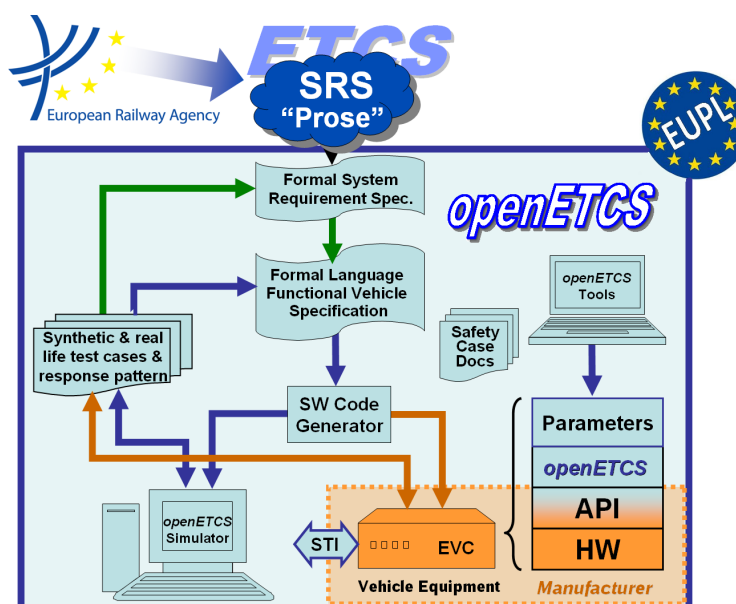 ETCS
SRS
“Prose”
European Railway Agency
EUPL
Formal System
Requirement Spec.
openETCS
Formal Language
Functional Vehicle
Specification
openETCS
Tools
Synthetic & real
life test cases &
response pattern
Safety
Case
Docs
SW Code
Generator
Parameters
openETCS
API
HW
openETCS
Simulator
STI
EVC
Vehicle Equipment
Manufacturer